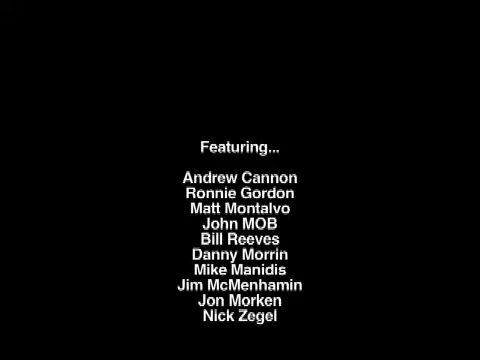 Featuring...
Andrew Cannon
Ronnie Gordon
Matt Montalvo
John MOB
Bill Reeves
Danny Morrin
Mike Manidis
Jim McMenhamin
Jon Morken
Nick Zegel